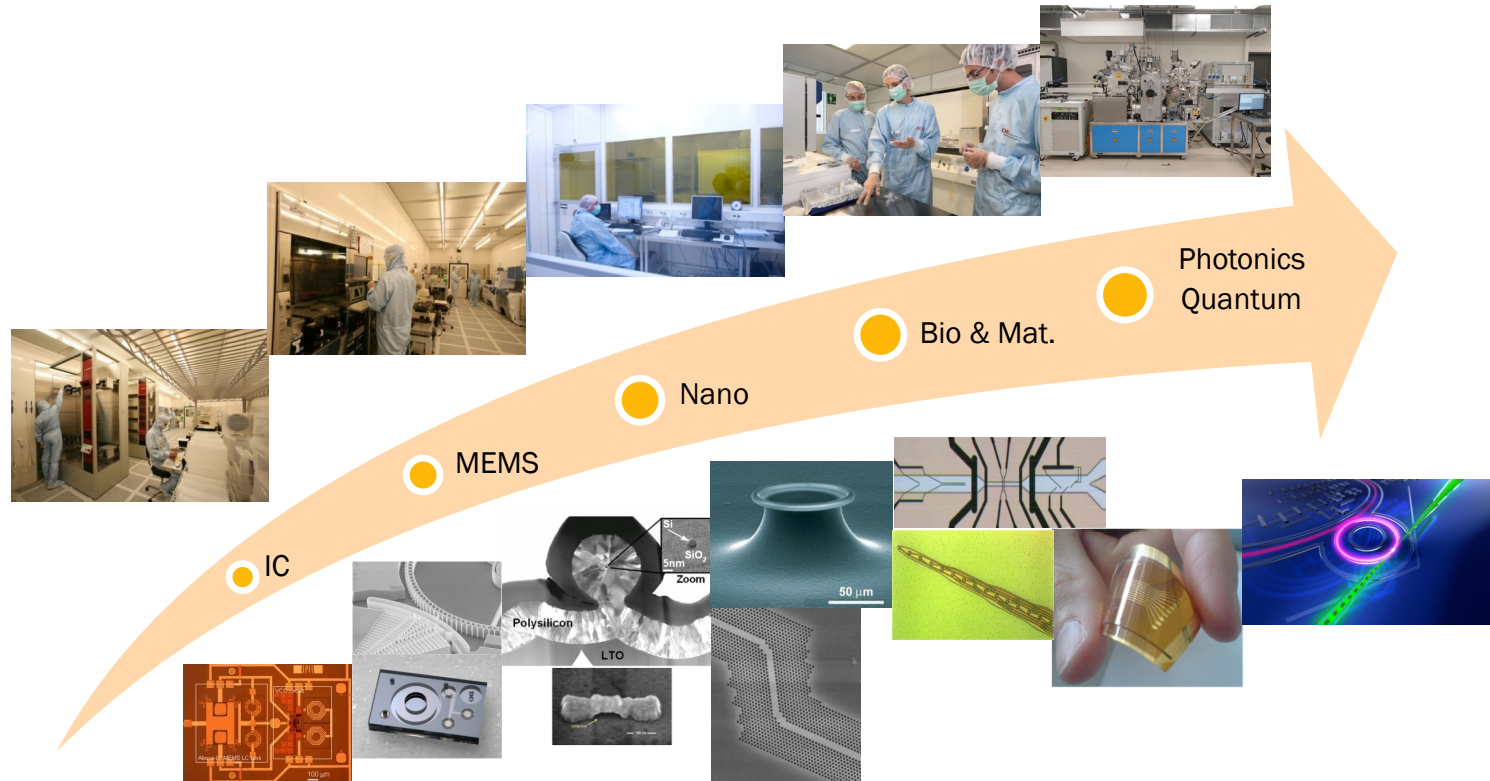 Photonics
Quantum
Bio & Mat.
Nano
MEMS
IC
Si
SiO2
5nm
Zoom
Polysilicon
LTO
50 μm
100 μm